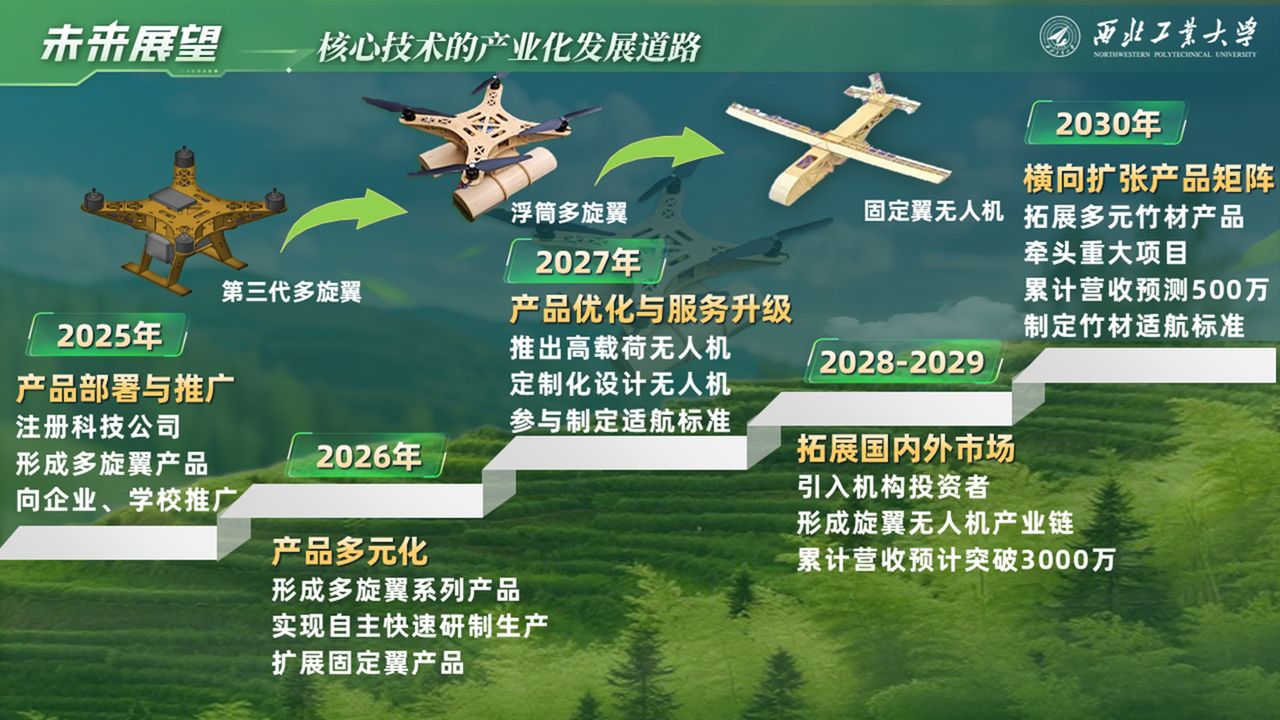 未来展望
核心技术的产业化发展道路
西北工业大学
NORTHWESTERN POLYTECHNICAL UNIVERSITY
第三代多旋翼
浮筒多旋翼
固定翼无人机
2025年
产品部署与推广
注册科技公司
形成多旋翼产品
向企业、学校推广
2026年
产品多元化
形成多旋翼系列产品
实现自主快速研制生产
扩展固定翼产品
2027年
产品优化与服务升级
推出高载荷无人机
定制化设计无人机
参与制定适航标准
2028-2029
拓展国内外市场
引入机构投资者
形成旋翼无人机产业链
累计营收预计突破3000万
2030年
横向扩张产品矩阵
拓展多元竹材产品
牵头重大项目
累计营收预测500万
制定竹材适航标准